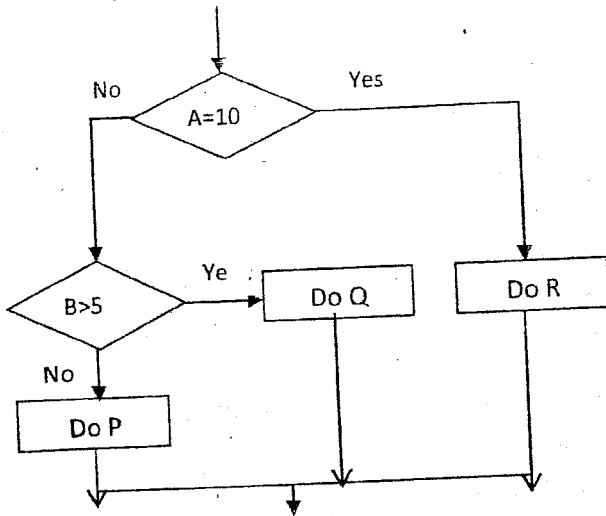 No
Yes
A=10
B>5
Ye
Do Q
Do R
No
Do P